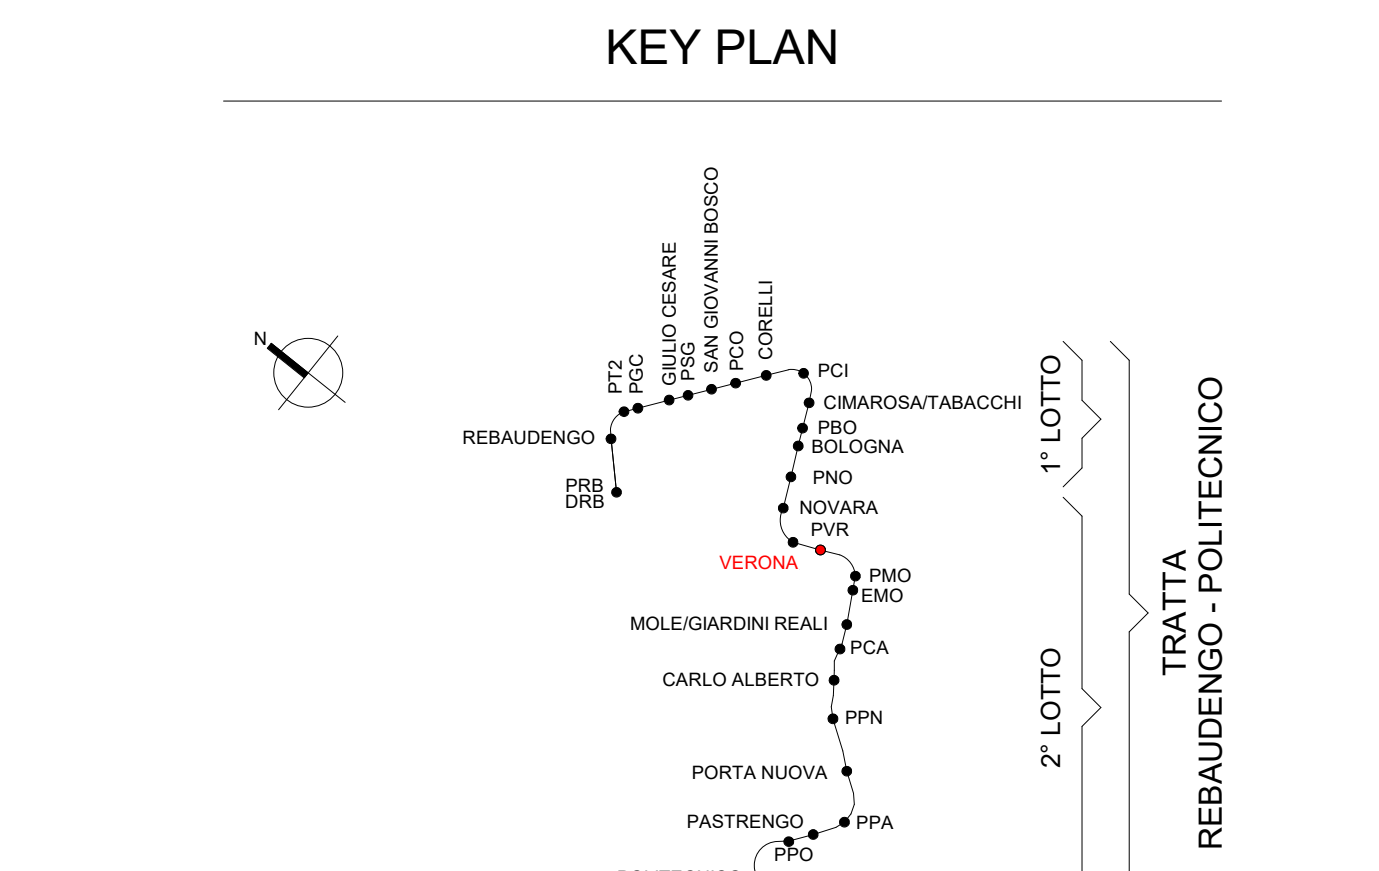 KEY PLAN
N
PT2
PGC
GIULIO CESARE
PSG
SAN GIOVANNI BOSCO
PCO
CORELLI
PCI
CIMAROSA/TABACCHI
PBO
REBAUDENGO
BOLOGNA
PNO
PRB
DRB
NOVARA
PVR
VERONA
PMO
EMO
MOLE/GIARDINI REALI
PCA
CARLO ALBERTO
PPN
PORTA NUOVA
PASTRENGO
PPA
PPO
1° LOTTO
2° LOTTO
TRATTA
REBAUDENGO - POLITECNICO